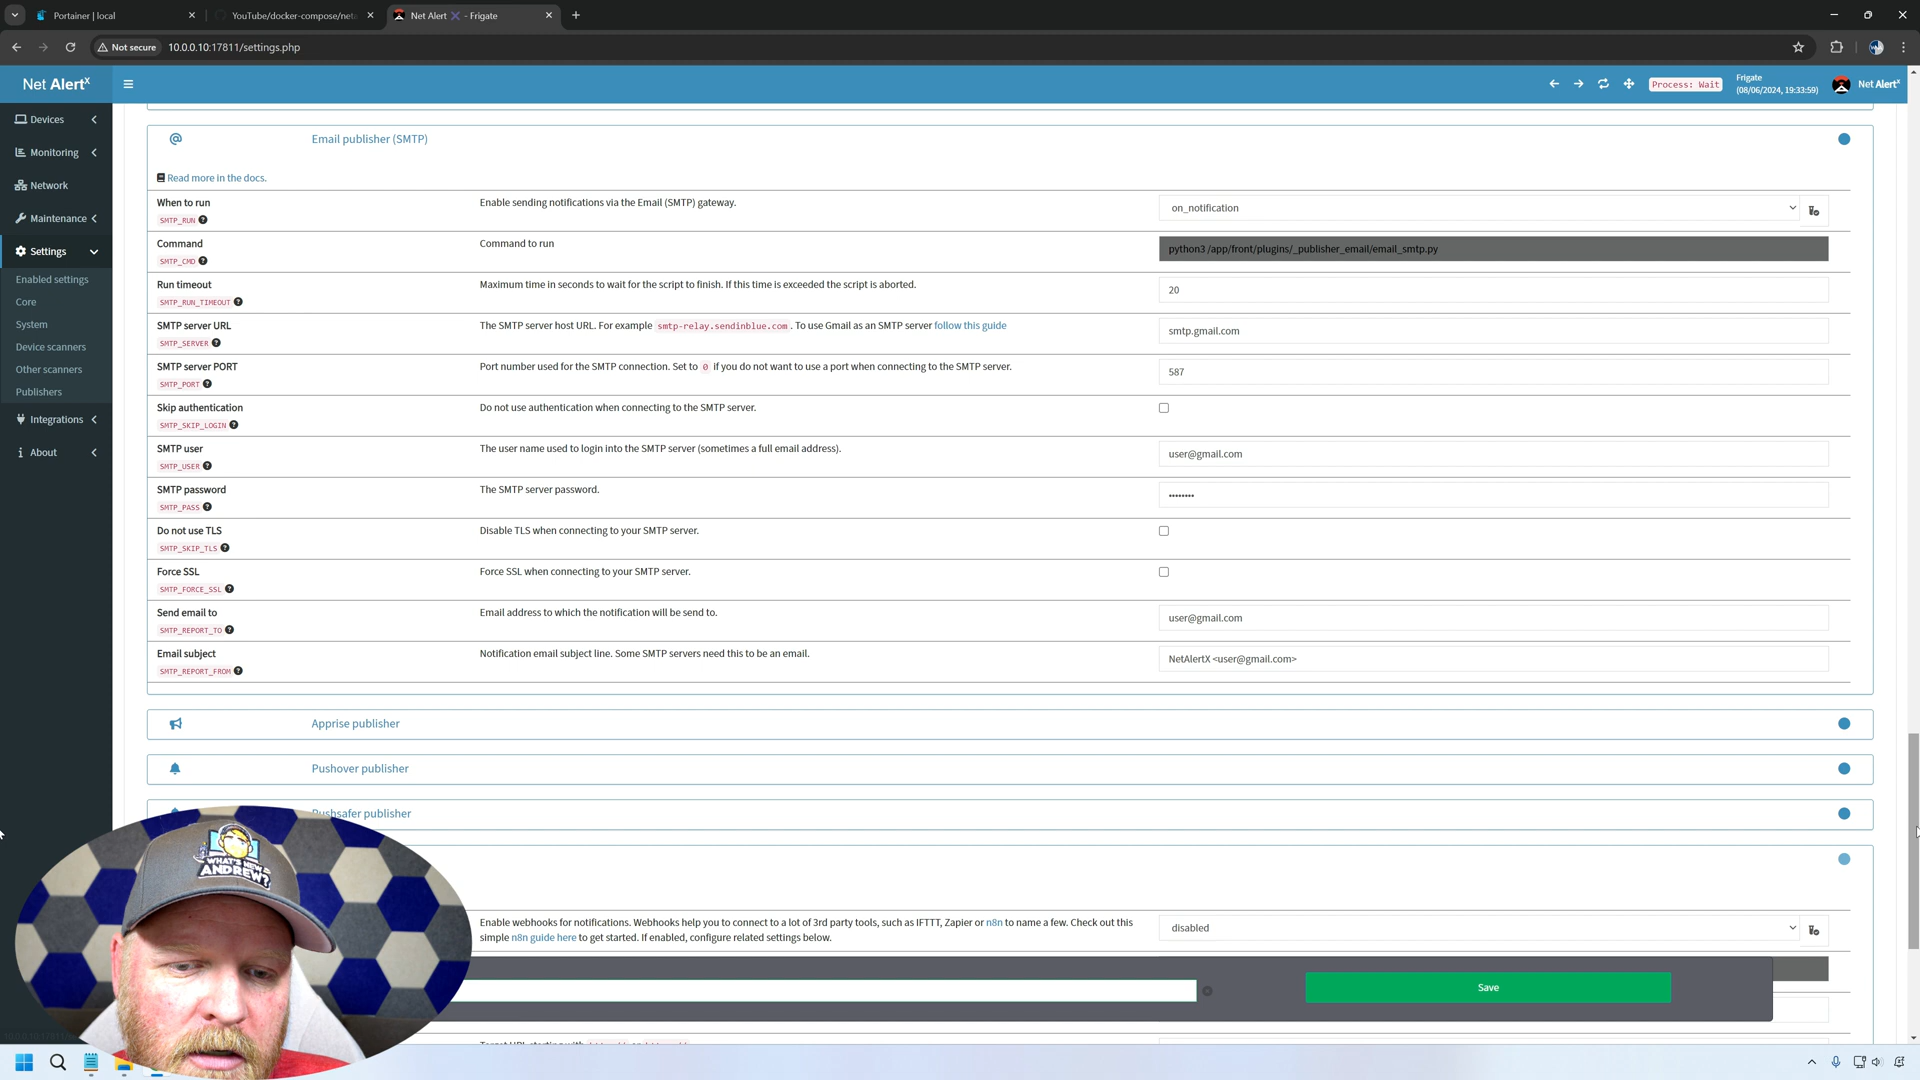 Portainer | local
YouTube/docker-compose/neta
Net Alert X - Frigate
Not secure
10.0.0.10:17811/settings.php
Net Alertx
Process: Wait
Frigate
(08/06/2024, 19:33:59)
Net Alertx
Devices
Monitoring
Network
Maintenance
Settings
Enabled settings
Core
System
Device scanners
Other scanners
Publishers
Integrations
About
Email publisher (SMTP)
Read more in the docs.
When to run
SMTP_RUN
Enable sending notifications via the Email (SMTP) gateway.
on_notification
Command
SMTP_CMD
Command to run
python3 /app/front/plugins/_publisher_email/email_smtp.py
Run timeout
SMTP_RUN_TIMEOUT
Maximum time in seconds to wait for the script to finish. If this time is exceeded the script is aborted.
20
SMTP server URL
SMTP_SERVER
The SMTP server host URL. For example smtp-relay.sendinblue.com. To use Gmail as an SMTP server follow this guide
smtp.gmail.com
SMTP server PORT
SMTP_PORT
Port number used for the SMTP connection. Set to 0 if you do not want to use a port when connecting to the SMTP server.
587
Skip authentication
SMTP_SKIP_LOGIN
Do not use authentication when connecting to the SMTP server.
SMTP user
SMTP_USER
The user name used to login into the SMTP server (sometimes a full email address).
user@gmail.com
SMTP password
SMTP_PASS
The SMTP server password.
••••••••
Do not use TLS
SMTP_SKIP_TLS
Disable TLS when connecting to your SMTP server.
Force SSL
SMTP_FORCE_SSL
Force SSL when connecting to your SMTP server.
Send email to
SMTP_REPORT_TO
Email address to which the notification will be send to.
user@gmail.com
Email subject
SMTP_REPORT_FROM
Notification email subject line. Some SMTP servers need this to be an email.
NetAlertX <user@gmail.com>
Apprise publisher
Pushover publisher
Pushsafer publisher
Enable webhooks for notifications. Webhooks help you to connect to a lot of 3rd party tools, such as IFTTT, Zapier or n8n to name a few. Check out this
simple n8n guide here to get started. If enabled, configure related settings below.
disabled
Save
WHAT'S NEW
ANDREW?